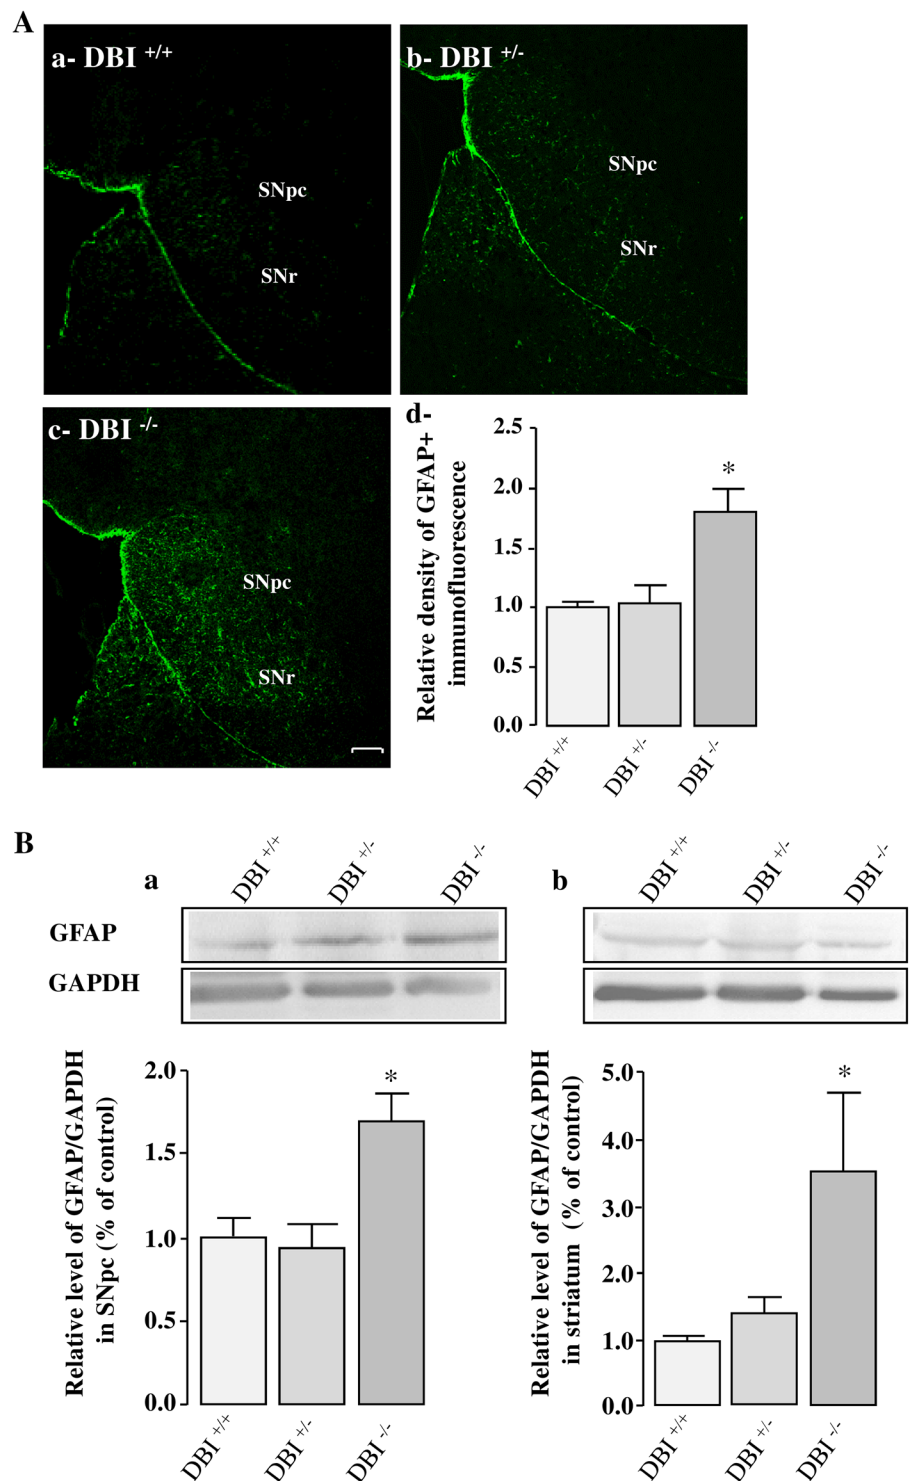 A
a- DBI +/+
SNpc
SNr
b- DBI +/-
SNpc
SNr
c- DBI -/-
SNpc
SNr
d-
Relative density of GFAP+
immunofluorescence
2.5
2.0
1.5
1.0
0.5
0.0
*
DBI +/+
DBI +/-
DBI -/-
B
a
DBI +/+
DBI +/-
DBI -/-
b
DBI +/+
DBI +/-
DBI -/-
GFAP
GAPDH
Relative level of GFAP/GAPDH
in SNpc (% of control)
2.0
1.5
1.0
0.5
0.0
*
DBI +/+
DBI +/-
DBI -/-
Relative level of GFAP/GAPDH
in striatum (% of control)
5.0
4.0
3.0
2.0
1.0
0.0
*
DBI +/+
DBI +/-
DBI -/-